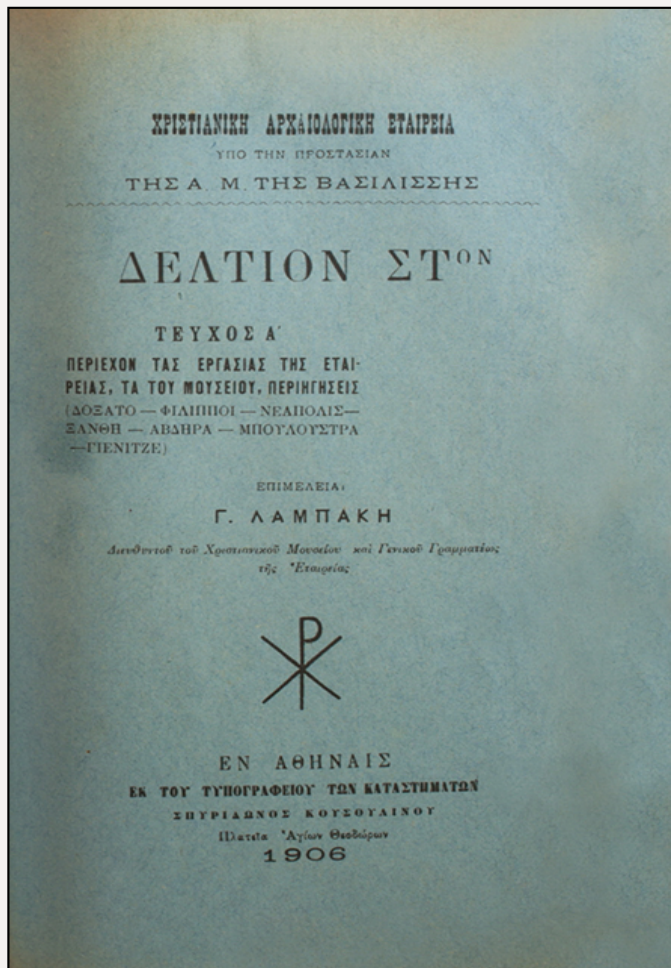 ΧΡΙΣΤΙΑΝΙΚΗ ΑΡΧΑΙΟΛΟΓΙΚΗ ΕΤΑΙΡΕΙΑ
ΥΠΟ ΤΗΝ ΠΡΟΣΤΑΣΙΑΝ
ΤΗΣ Α. Μ. ΤΗΣ ΒΑΣΙΛΙΣΣΗΣ
ΔΕΛΤΙΟΝ ΣΤΟΝ
ΤΕΥΧΟΣ Α΄
ΠΕΡΙΕΧΟΝ ΤΑΣ ΕΡΓΑΣΙΑΣ ΤΗΣ ΕΤΑΙ-
ΡΕΙΑΣ, ΤΑ ΤΟΥ ΜΟΥΣΕΙΟΥ, ΠΕΡΙΗΓΗΣΕΙΣ
(ΔΟΞΑΤΟ — ΦΙΛΙΠΠΟΙ — ΝΕΑΠΟΛΙΣ—
ΞΑΝΘΗ — ΑΒΔΗΡΑ — ΜΠΟΥΛΟΥΣΤΡΑ
—ΓΙΕΝΙΤΖΕ)
ΕΠΙΜΕΛΕΙΑ:
Γ. ΛΑΜΠΑΚΗ
Διευθυντοῦ τοῦ Χριστιανικοῦ Μουσείου καὶ Γενικοῦ Γραμματέως
τῆς Ἑταιρείας
ΕΝ ΑΘΗΝΑΙΣ
ΕΚ ΤΟΥ ΤΥΠΟΓΡΑΦΕΙΟΥ ΤΩΝ ΚΑΤΑΣΤΗΜΑΤΩΝ
ΣΠΥΡΙΔΩΝΟΣ ΚΟΥΣΟΥΛΙΝΟΥ
Πλατεῖα Ἁγίων Θεοδώρων
1906